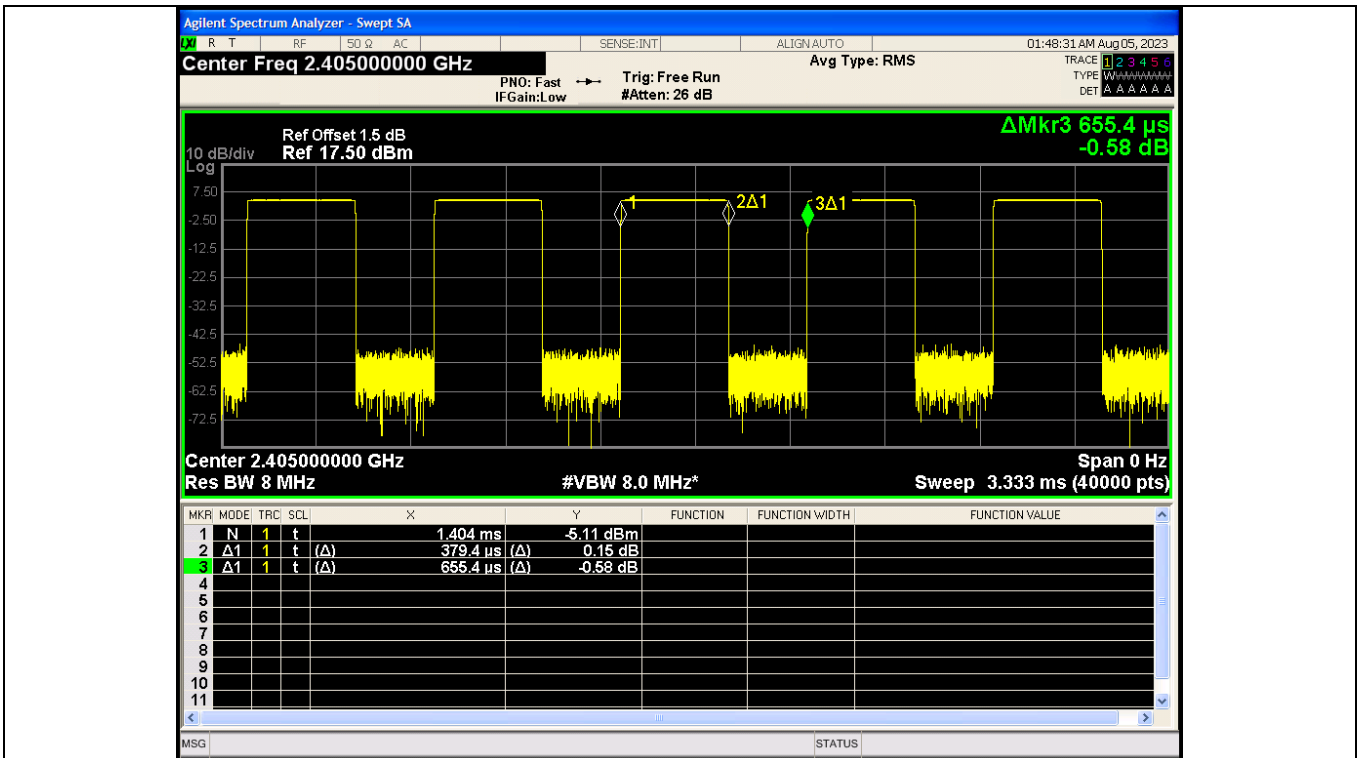 Agilent Spectrum Analyzer - Swept SA
LXI R T RF 50 Ω AC SENSE:INT ALIGN AUTO 01:48:31 AM Aug 05, 2023
Center Freq 2.405000000 GHz Avg Type: RMS TRACE 1 2 3 4 5 6
PNO: Fast Trig: Free Run TYPE
IFGain:Low #Atten: 26 dB DET A A A A A A
ΔMkr3 655.4 µs
-0.58 dB
Ref Offset 1.5 dB
10 dB/div Ref 17.50 dBm
Log
7.50
-2.50
-12.5
-22.5
-32.5
-42.5
-52.5
-62.5
-72.5
1 2Δ1 3Δ1
Center 2.405000000 GHz Span 0 Hz
Res BW 8 MHz #VBW 8.0 MHz* Sweep 3.333 ms (40000 pts)
MKR MODE TRC SCL X Y FUNCTION FUNCTION WIDTH FUNCTION VALUE
1 N 1 t 1.404 ms -5.11 dBm
2 Δ1 1 t (Δ) 379.4 µs (Δ) 0.15 dB
3 Δ1 1 t (Δ) 655.4 µs (Δ) -0.58 dB
4
5
6
7
8
9
10
11
MSG STATUS